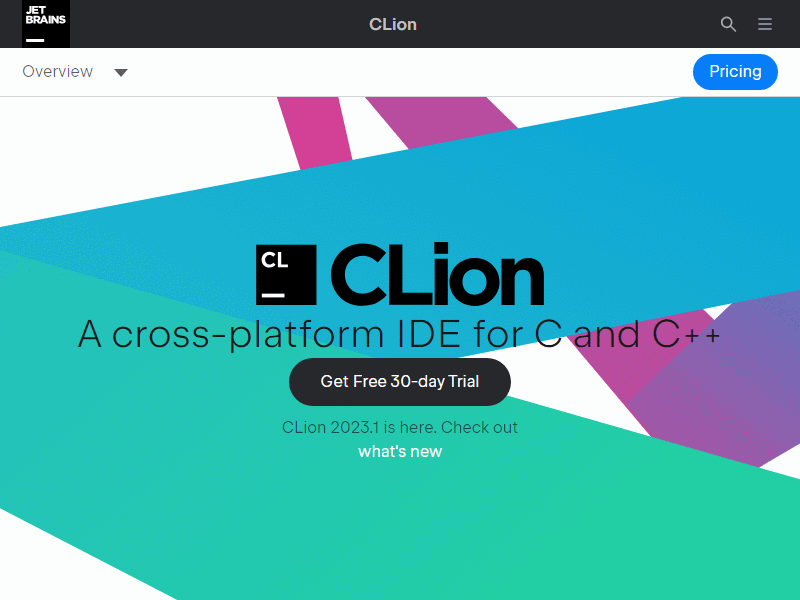 JET
BRAINS
CLion
Overview
Pricing
CL
CLion
A cross-platform IDE for C and C++
Get Free 30-day Trial
CLion 2023.1 is here. Check out
what's new